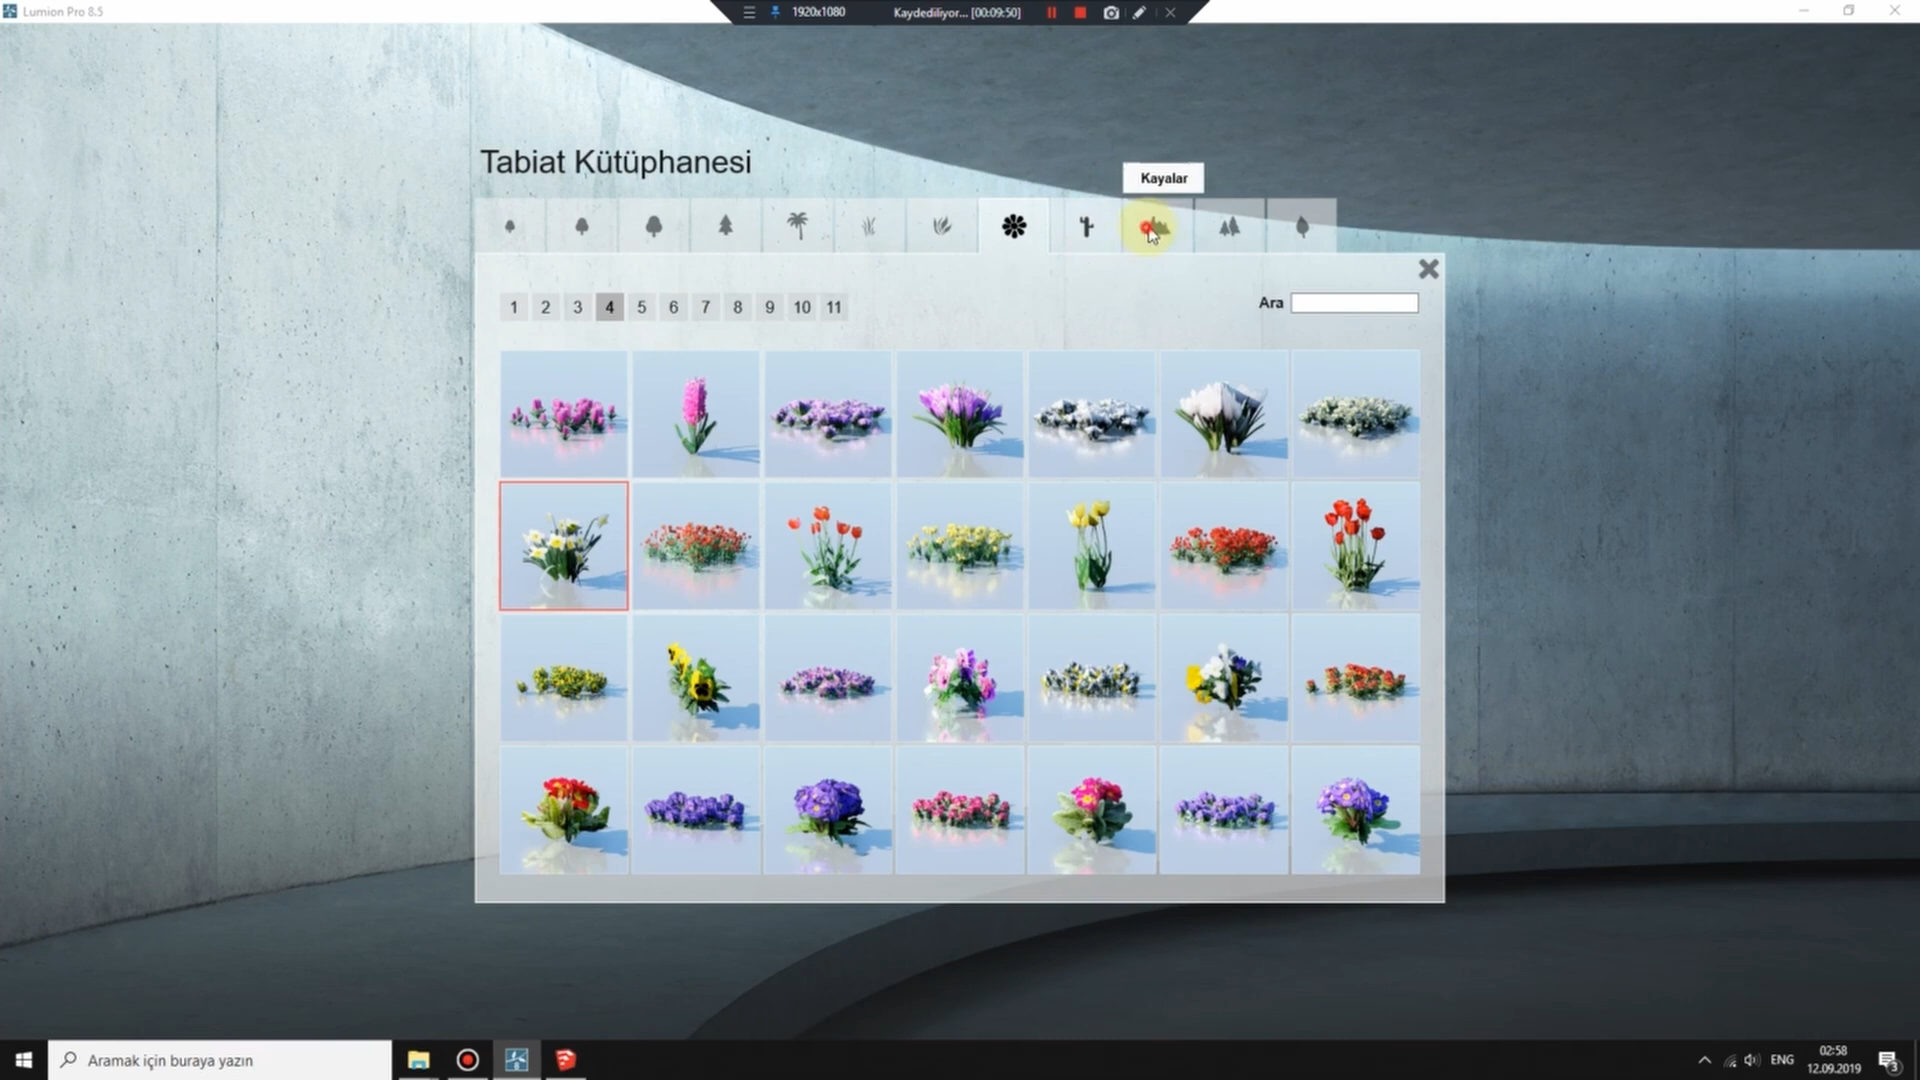 Lumion Pro 8.5
1920x1080
Kaydediliyor... [00:09:50]
Tabiat Kütüphanesi
Kayalar
1 2 3 4 5 6 7 8 9 10 11
Ara
Aramak için buraya yazın
ENG
02:58
12.09.2019
3